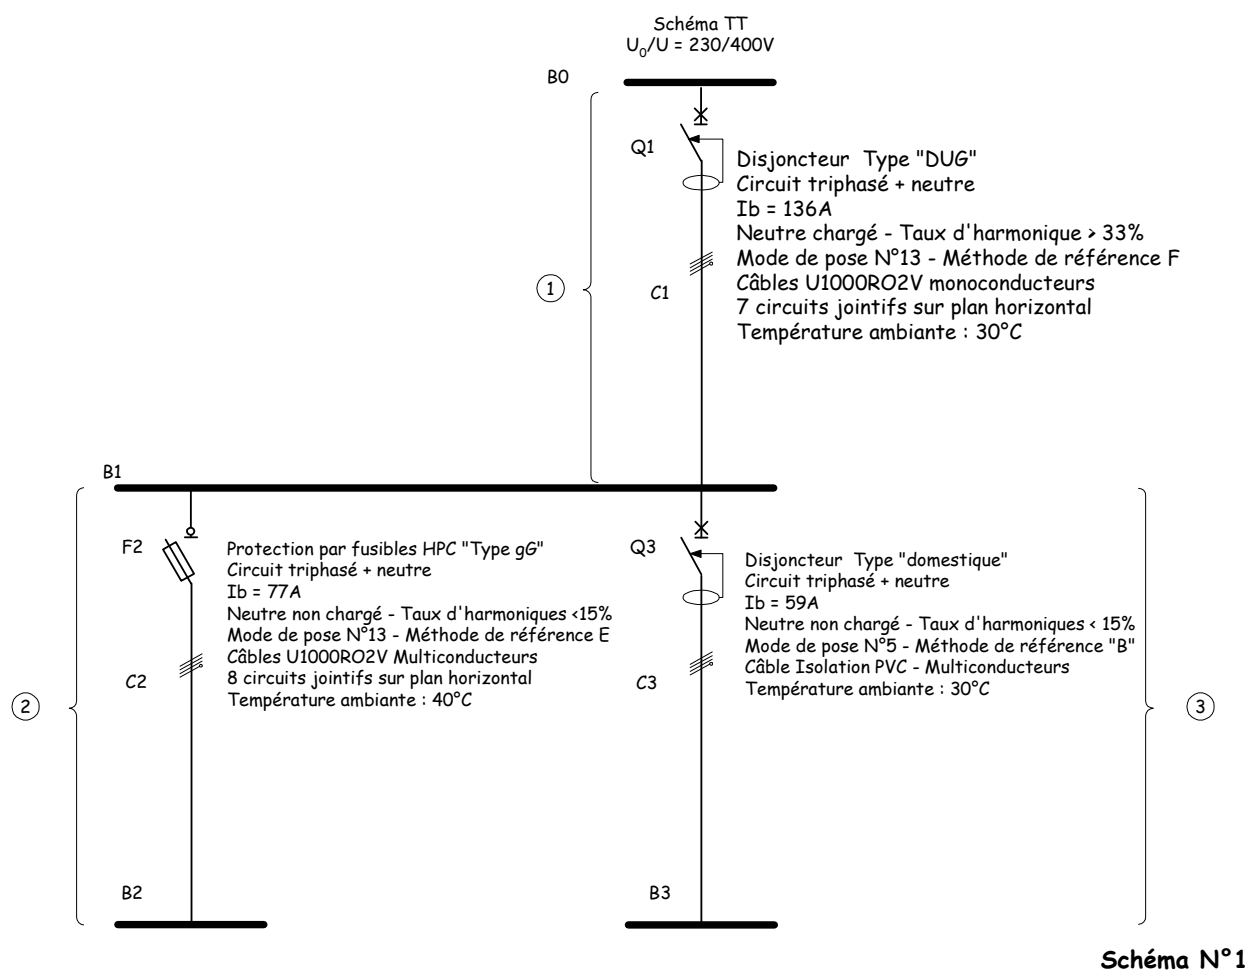 Schéma TT
U0/U = 230/400V
B0
Q1
Disjoncteur Type "DUG"
Circuit triphasé + neutre
Ib = 136A
Neutre chargé - Taux d'harmonique > 33%
Mode de pose N°13 - Méthode de référence F
Câbles U1000RO2V monoconducteurs
7 circuits jointifs sur plan horizontal
Température ambiante : 30°C
1
C1
B1
F2
Protection par fusibles HPC "Type gG"
Circuit triphasé + neutre
Ib = 77A
Neutre non chargé - Taux d'harmoniques <15%
Mode de pose N°13 - Méthode de référence E
Câbles U1000RO2V Multiconducteurs
8 circuits jointifs sur plan horizontal
Température ambiante : 40°C
C2
2
B2
Q3
Disjoncteur Type "domestique"
Circuit triphasé + neutre
Ib = 59A
Neutre non chargé - Taux d'harmoniques < 15%
Mode de pose N°5 - Méthode de référence "B"
Câble Isolation PVC - Multiconducteurs
Température ambiante : 30°C
C3
3
B3
Schéma N°1